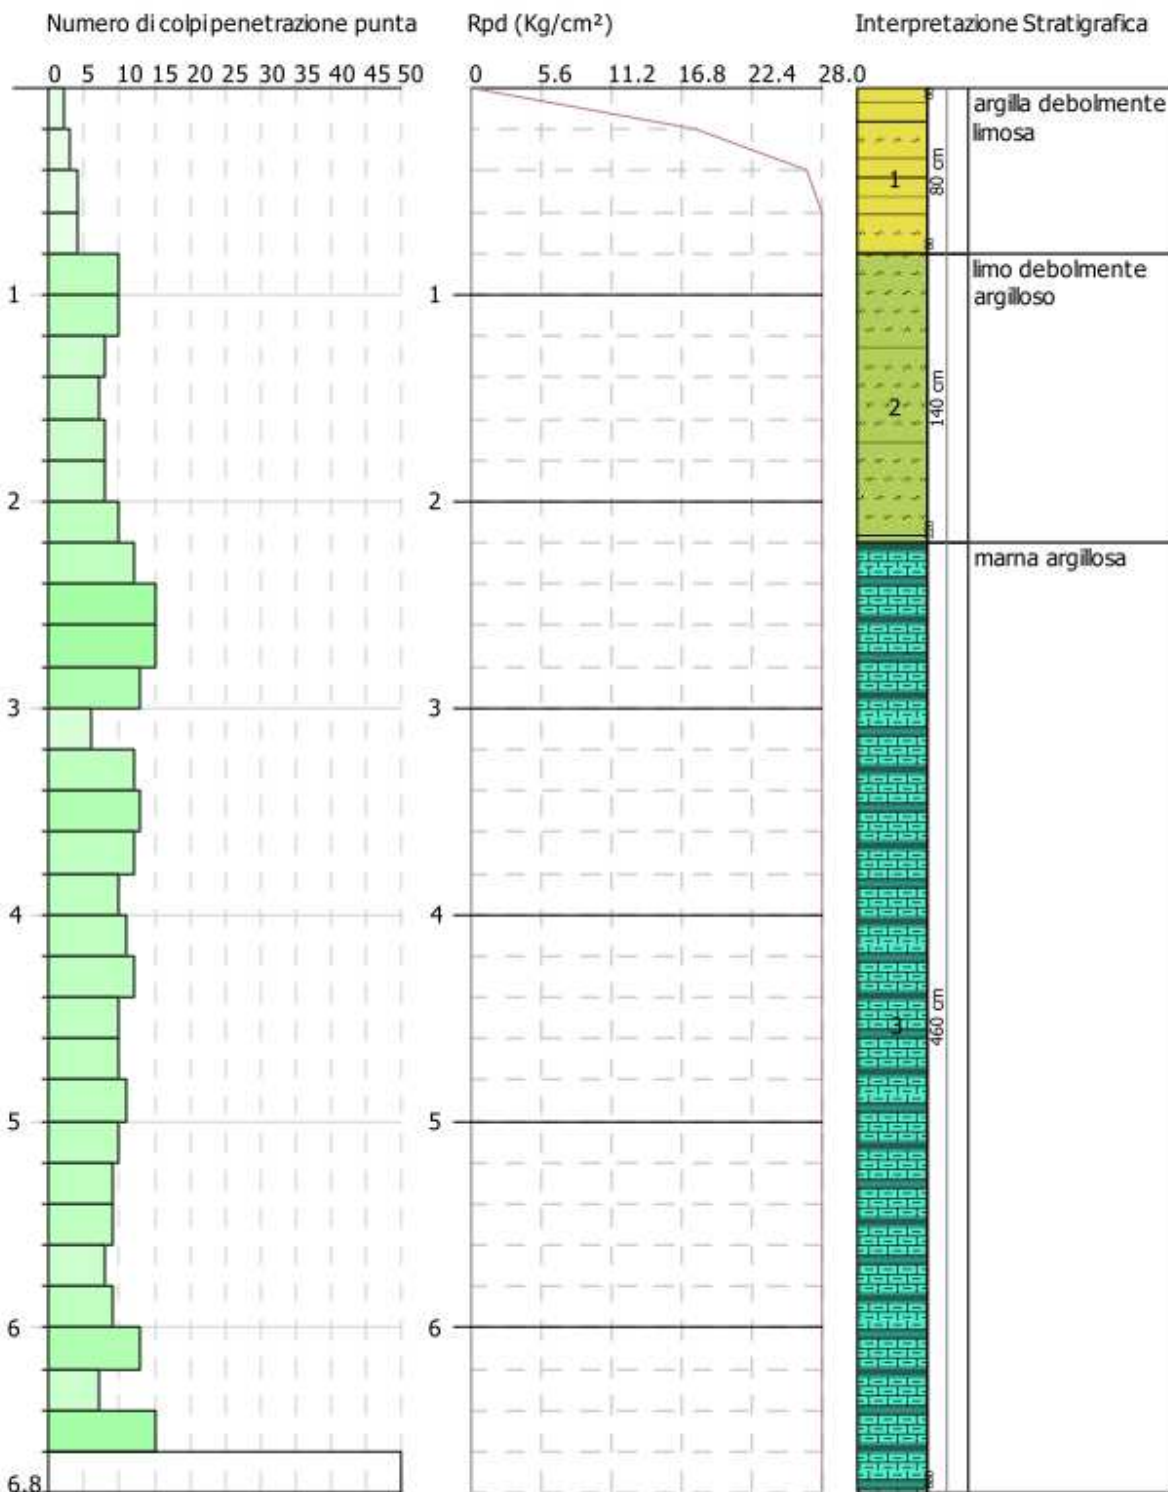 Numero di colpi penetrazione punta
Rpd (Kg/cm²)
Interpretazione Stratigrafica
0 5 10 15 20 25 30 35 40 45 50
0 5.6 11.2 16.8 22.4 28.0
argilla debolmente
limosa
1
80 cm
limo debolmente
argilloso
1
1
2
140 cm
2
2
marna argillosa
3
3
4
4
3
460 cm
5
5
6
6
6.8